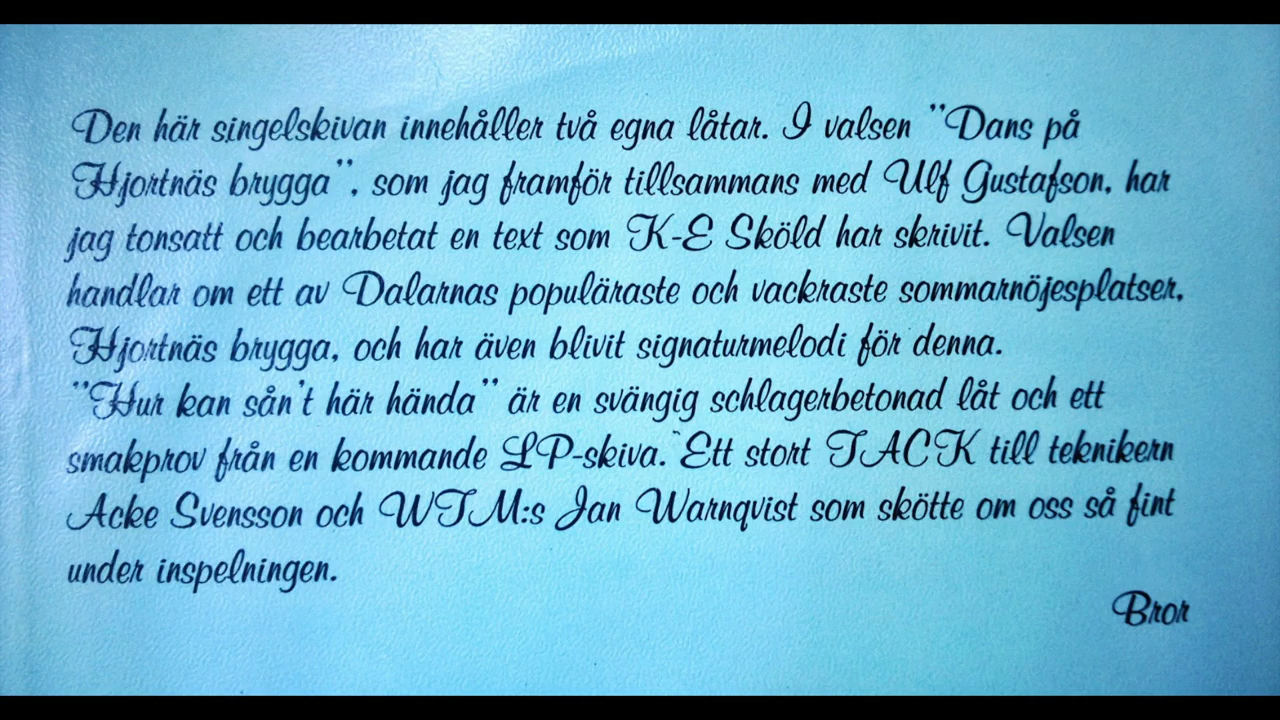 Den här singelskivan innehåller två egna låtar. I valsen ”Dans på
Hjortnäs brygga”, som jag framför tillsammans med Ulf Gustafson, har
jag tonsatt och bearbetat en text som K-E Sköld har skrivit. Valsen
handlar om ett av Dalarnas populäraste och vackraste sommarnöjesplatser,
Hjortnäs brygga, och har även blivit signaturmelodi för denna.
”Hur kan sån't här hända” är en svängig schlagerbetonad låt och ett
smakprov från en kommande LP-skiva. Ett stort TACK till teknikern
Acke Svensson och WTM:s Jan Warnqvist som skötte om oss så fint
under inspelningen.
Bror